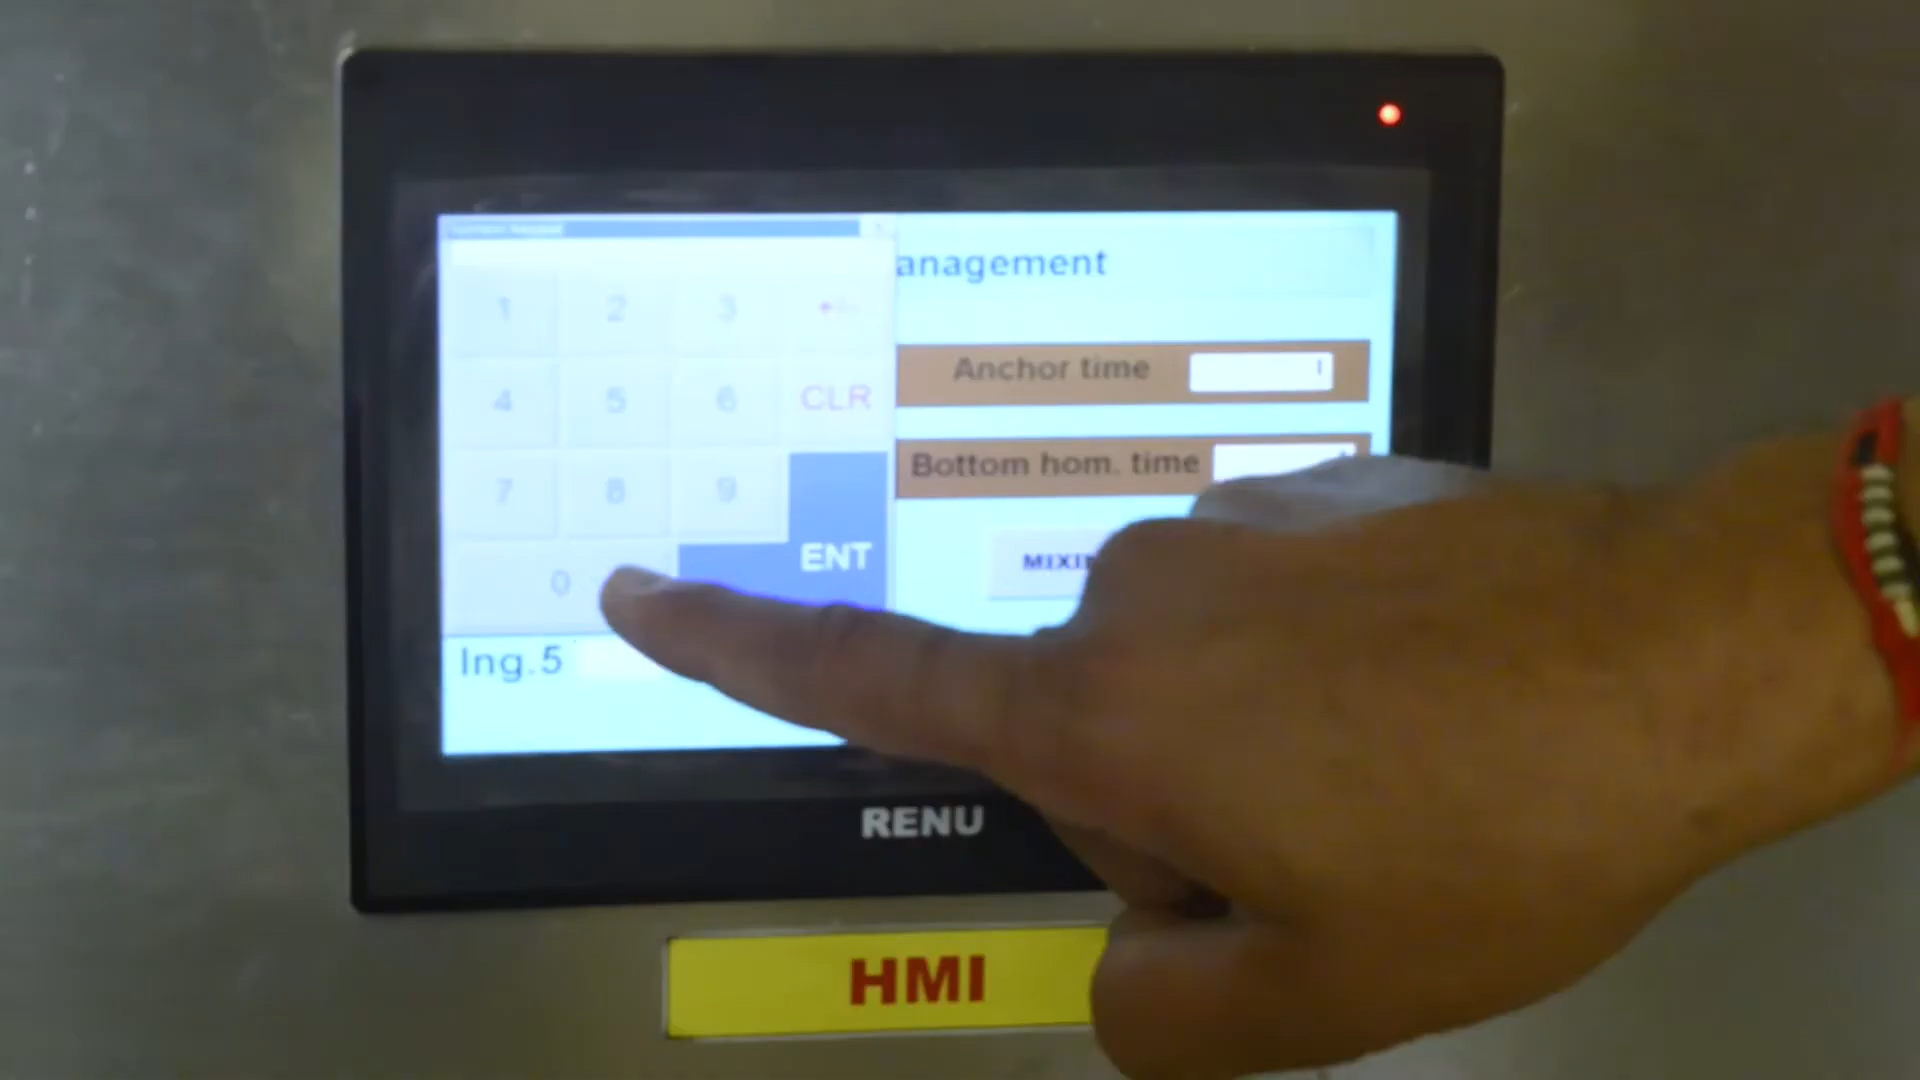 anagement
1 2 3
4 5 6 CLR
7 8 9
0 ENT
Anchor time
Bottom hom. time
MIXI
Ing.5
RENU
HMI